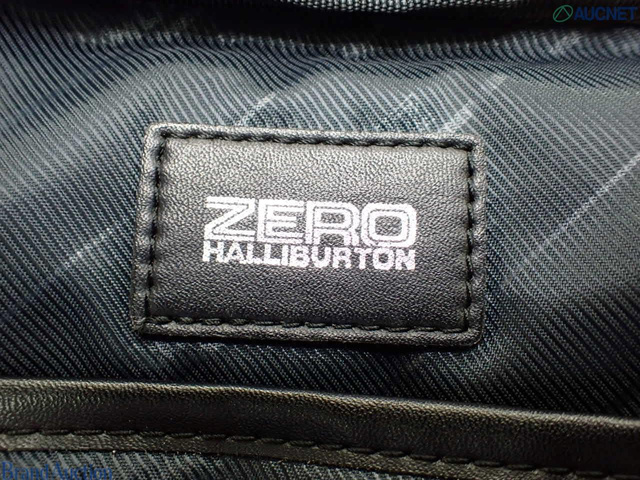 AUCNET
ZERO
HALLIBURTON
Brand Auction